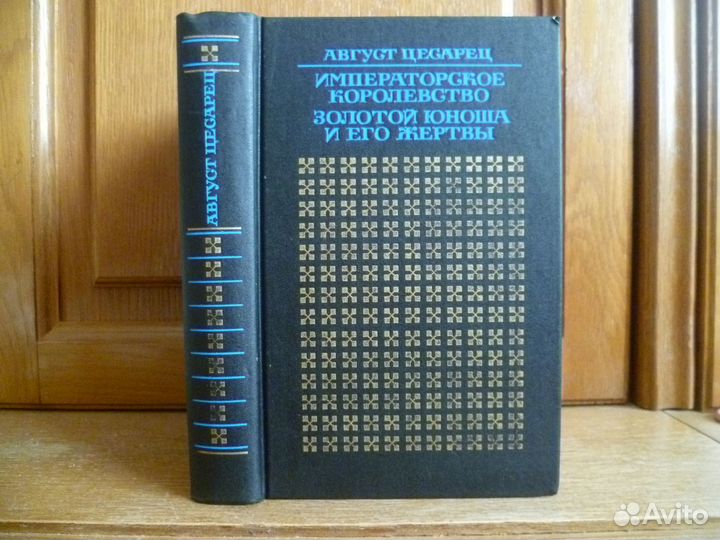 АВГУСТ ЦЕСАРЕЦ
АВГУСТ ЦЕСАРЕЦ
ИМПЕРАТОРСКОЕ
КОРОЛЕВСТВО
ЗОЛОТОЙ ЮНОША
И ЕГО ЖЕРТВЫ
Avito